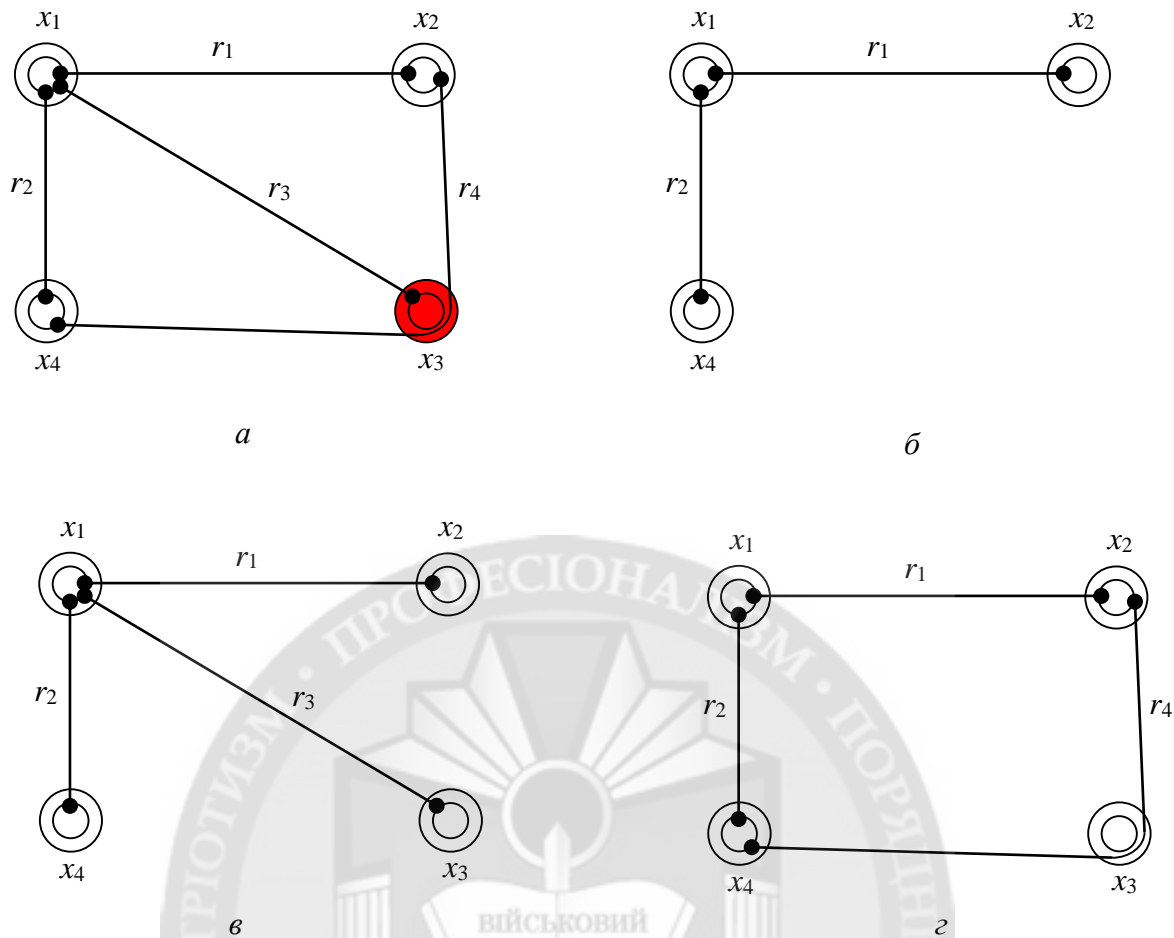 x1 x2
r1
r2 r3 r4
x4 x3
а
x1 x2
r1
r2
x4
б
x1 x2
r1
r2 r3
x4 x3
в
x1 x2
r1
r2 r4
x4 x3
г
ПРОФЕСІОНАЛІЗМ •
ВІЙСЬКОВИЙ